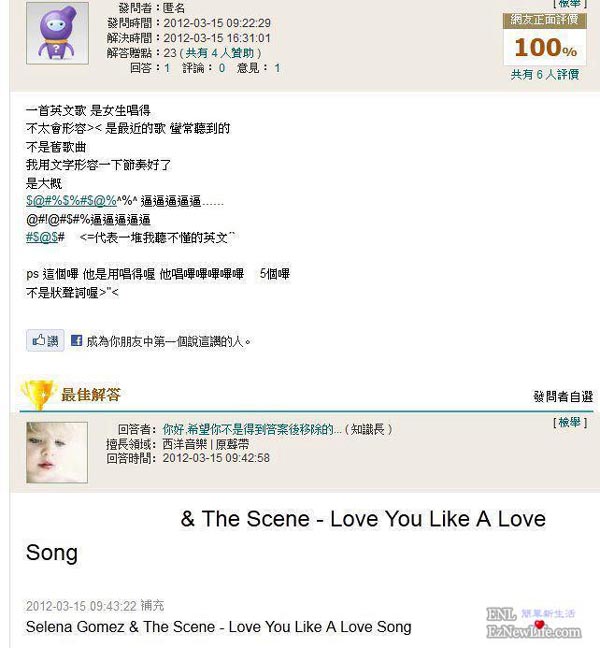 發問者：匿名
[檢舉]
發問時間：2012-03-15 09:22:29
解決時間：2012-03-15 16:31:01
解答贈點：23 ( 共有 4 人贊助 )
回答：1 評論： 0 意見： 1
網友正面評價
100%
共有 6 人評價
一首英文歌 是女生唱得
不太會形容>< 是最近的歌 蠻常聽到的
不是舊歌曲
我用文字形容一下節奏好了
是大概
$@#%$%#$@%^%^ 逼逼逼逼逼......
@#!@#$#%逼逼逼逼逼
#$@$# <=代表一堆我聽不懂的英文ˇˇ
ps 這個嗶 他是用唱得喔 他唱嗶嗶嗶嗶嗶 5個嗶
不是狀聲詞喔>"<
讚 成為你朋友中第一個說這讚的人。
最佳解答
發問者自選
[檢舉]
回答者： 你好,希望你不是得到答案後移除的... ( 知識長 )
擅長領域： 西洋音樂 | 原聲帶
回答時間： 2012-03-15 09:42:58
& The Scene - Love You Like A Love
Song
2012-03-15 09:43:22 補充
Selena Gomez & The Scene - Love You Like A Love Song
ENL 簡單新生活
EzNewLife.com